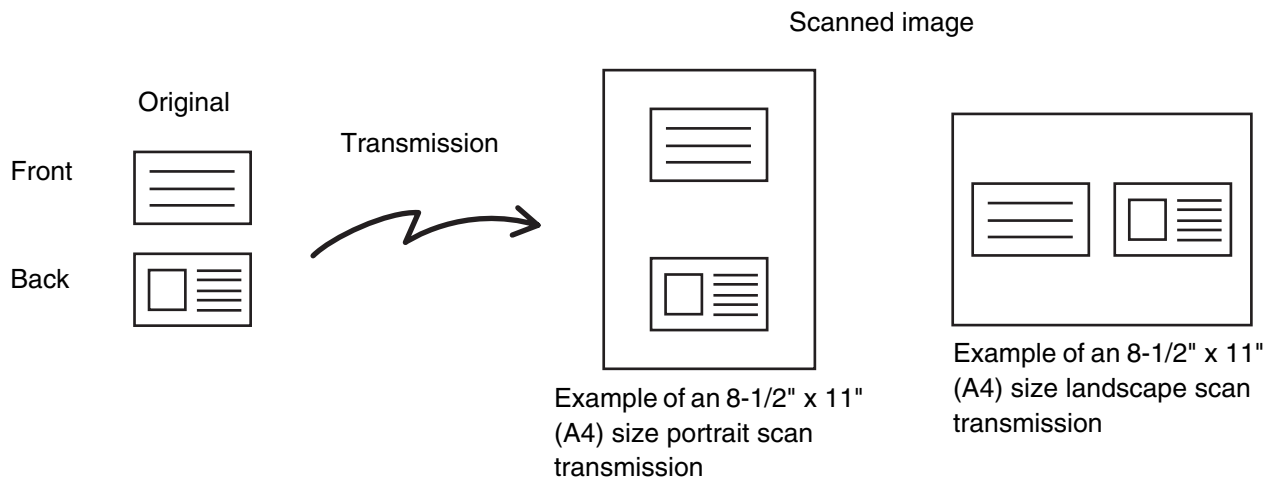 Scanned image
Original
Transmission
Front
Back
Example of an 8-1/2" x 11"
(A4) size portrait scan
transmission
Example of an 8-1/2" x 11"
(A4) size landscape scan
transmission